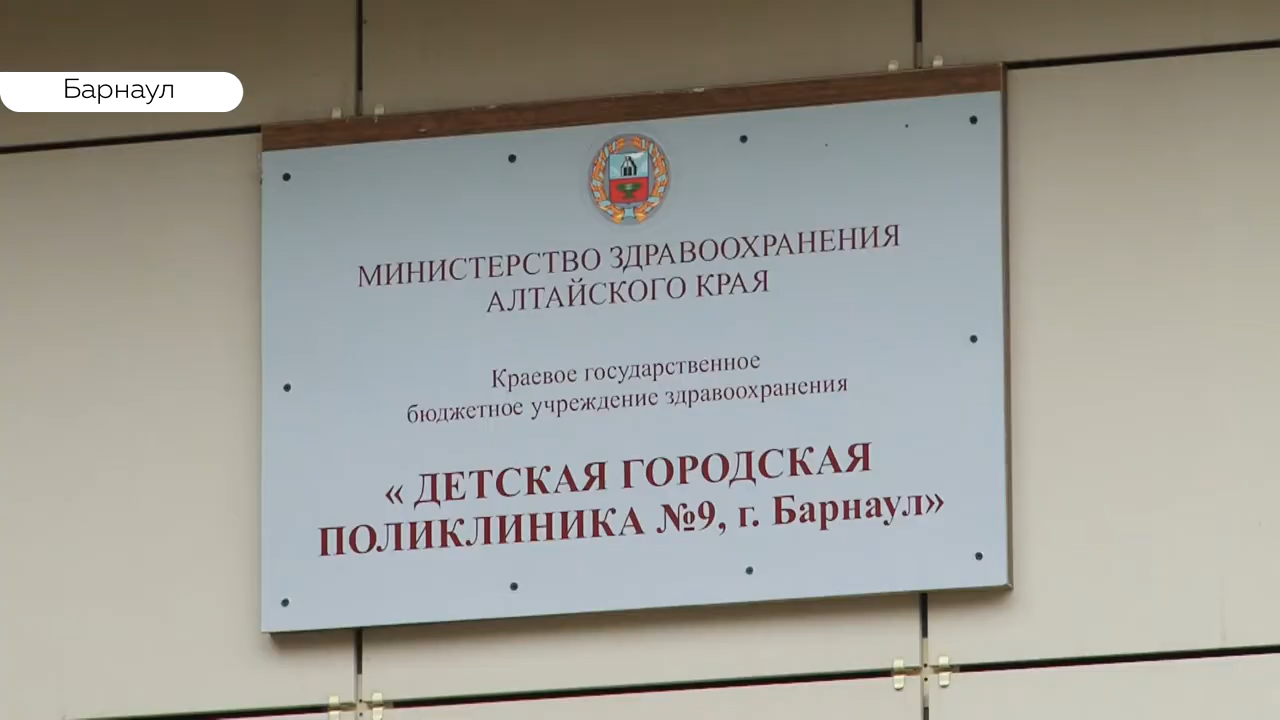 Барнаул
МИНИСТЕРСТВО ЗДРАВООХРАНЕНИЯ
АЛТАЙСКОГО КРАЯ
Краевое государственное
бюджетное учреждение здравоохранения
« ДЕТСКАЯ ГОРОДСКАЯ
ПОЛИКЛИНИКА №9, г. Барнаул»